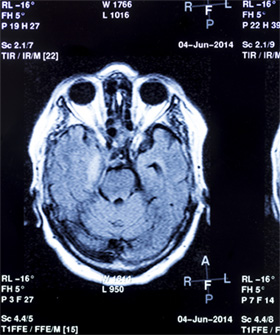 RL -16°
FH 5°
P 19 H 27
W 1766
L 1016
R L
F
P
RL -16°
FH 5°
P 22 H 39
Sc 2.1/7
TIR / IR/M [22]
04-Jun-2014
Sc 2.1/9
TIR / IR/M
RL -16°
FH 5°
P 3 F 27
L 950
A
R L
F
P
RL -16°
FH 5°
P 7 F 14
Sc 4.4/5
T1FFE / FFE/M [15]
04-Jun-2014
Sc 4.4/8
T1FFE / FF